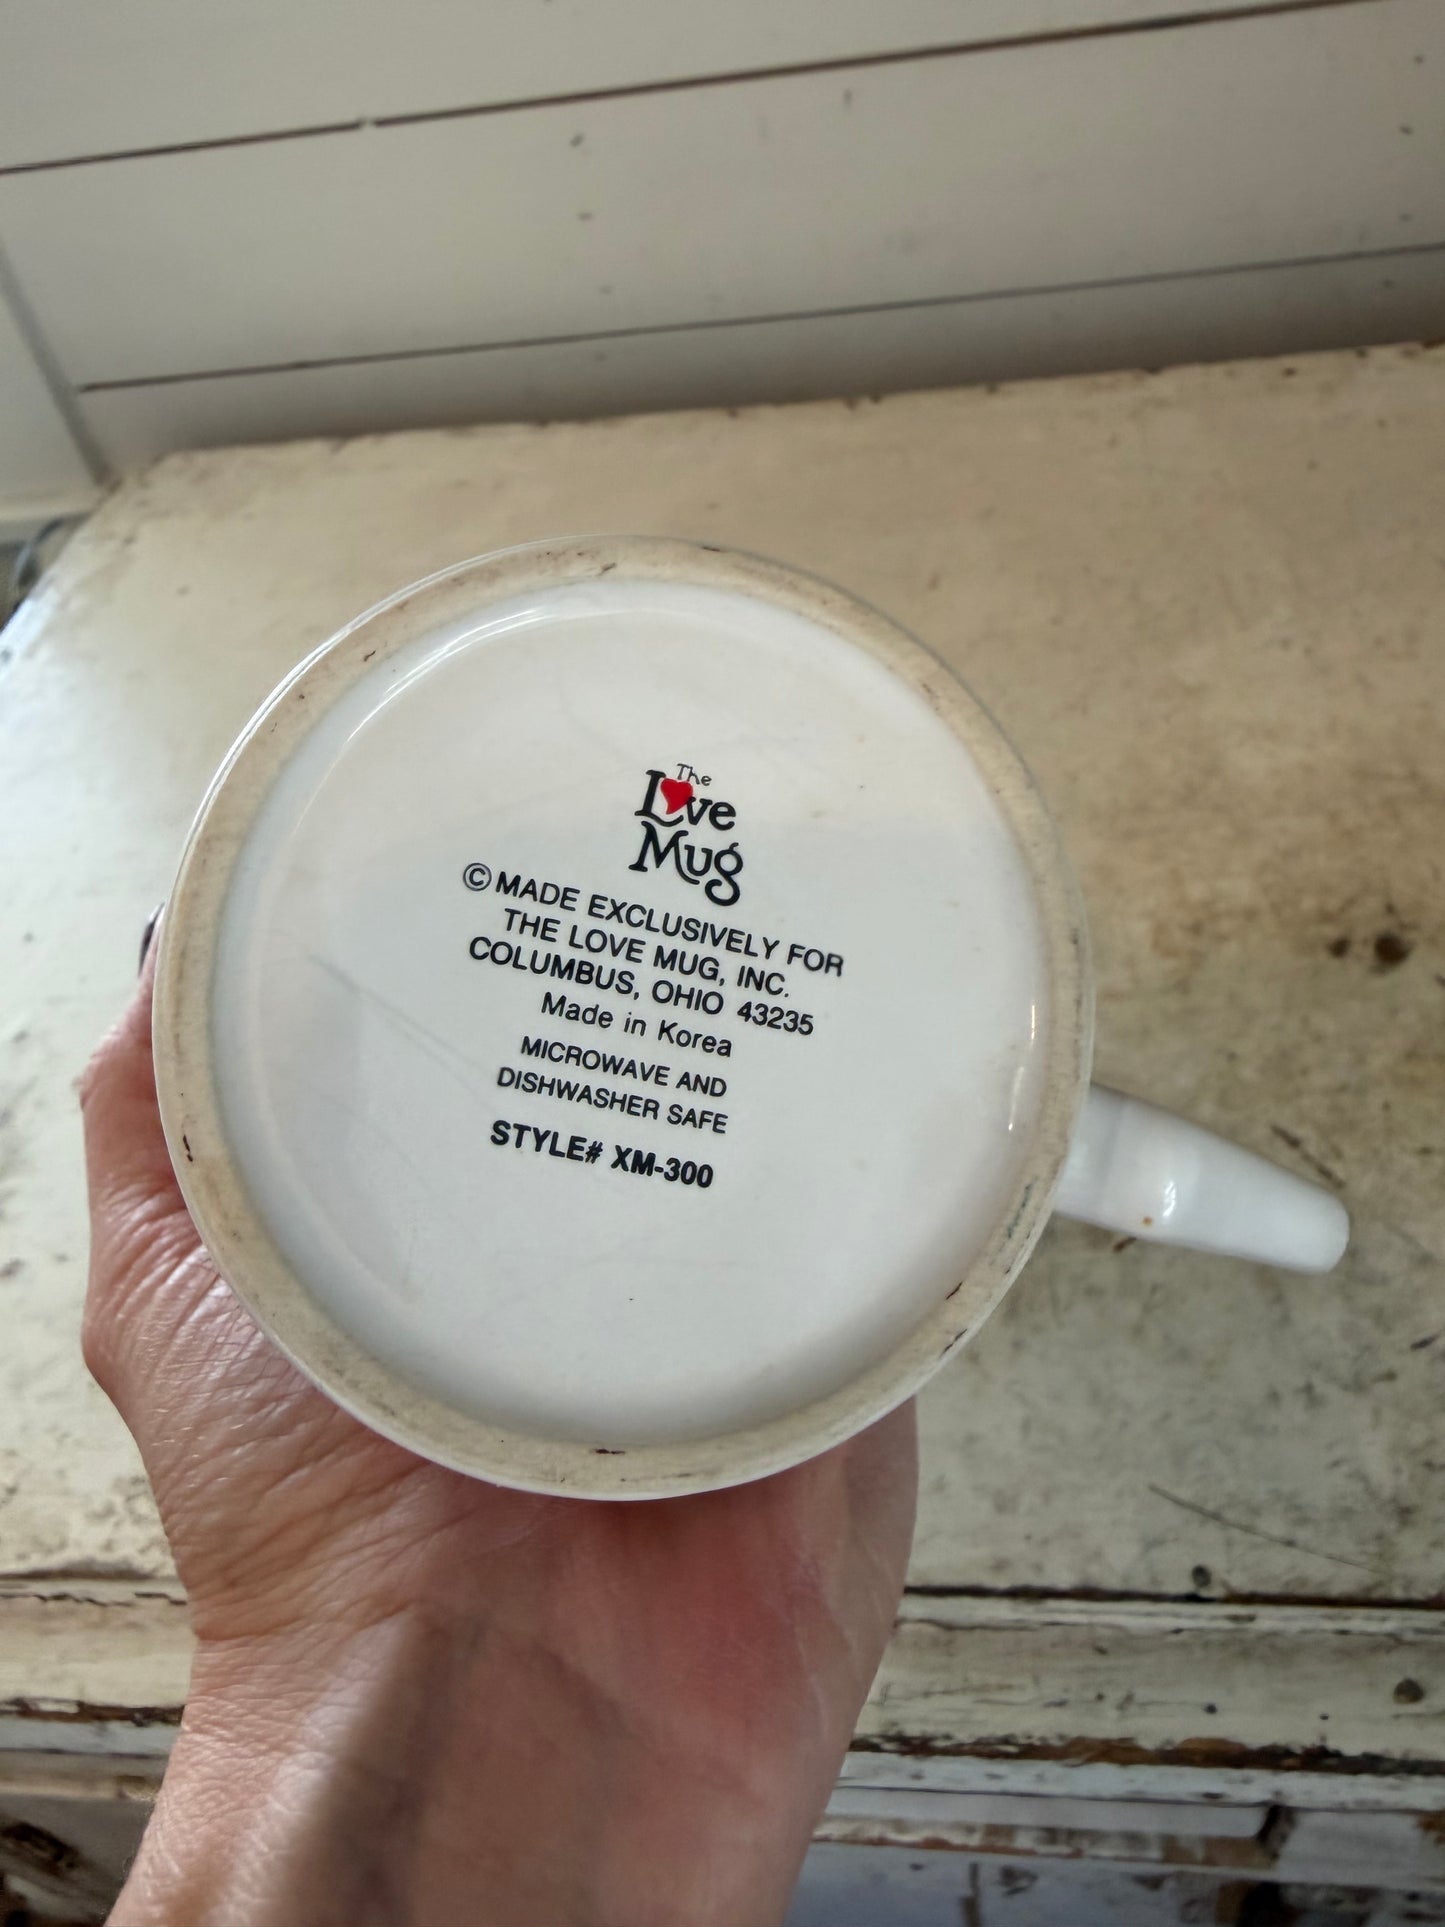 The
Love
Mug
©MADE EXCLUSIVELY FOR
THE LOVE MUG, INC.
COLUMBUS, OHIO 43235
Made in Korea
MICROWAVE AND
DISHWASHER SAFE
STYLE# XM-300